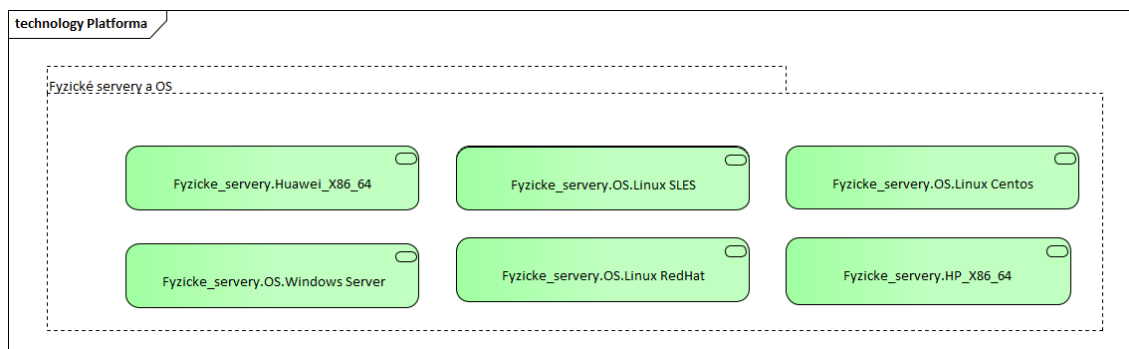 technology Platforma
Fyzické servery a OS
Fyzicke_servery.Huawei_X86_64
Fyzicke_servery.OS.Linux SLES
Fyzicke_servery.OS.Linux Centos
Fyzicke_servery.OS.Windows Server
Fyzicke_servery.OS.Linux RedHat
Fyzicke_servery.HP_X86_64